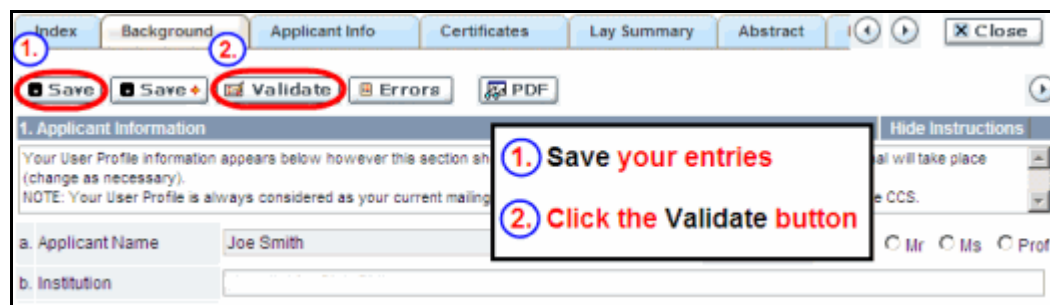 Index Background Applicant Info Certificates Lay Summary Abstract Close
1. 2.
Save Save Validate Errors PDF
1. Applicant Information Hide Instructions
Your User Profile information appears below however this section sh al will take place
(change as necessary).
NOTE: Your User Profile is always considered as your current mailing e CCS.
1. Save your entries
2. Click the Validate button
a. Applicant Name Joe Smith Mr Ms Prof
b. Institution